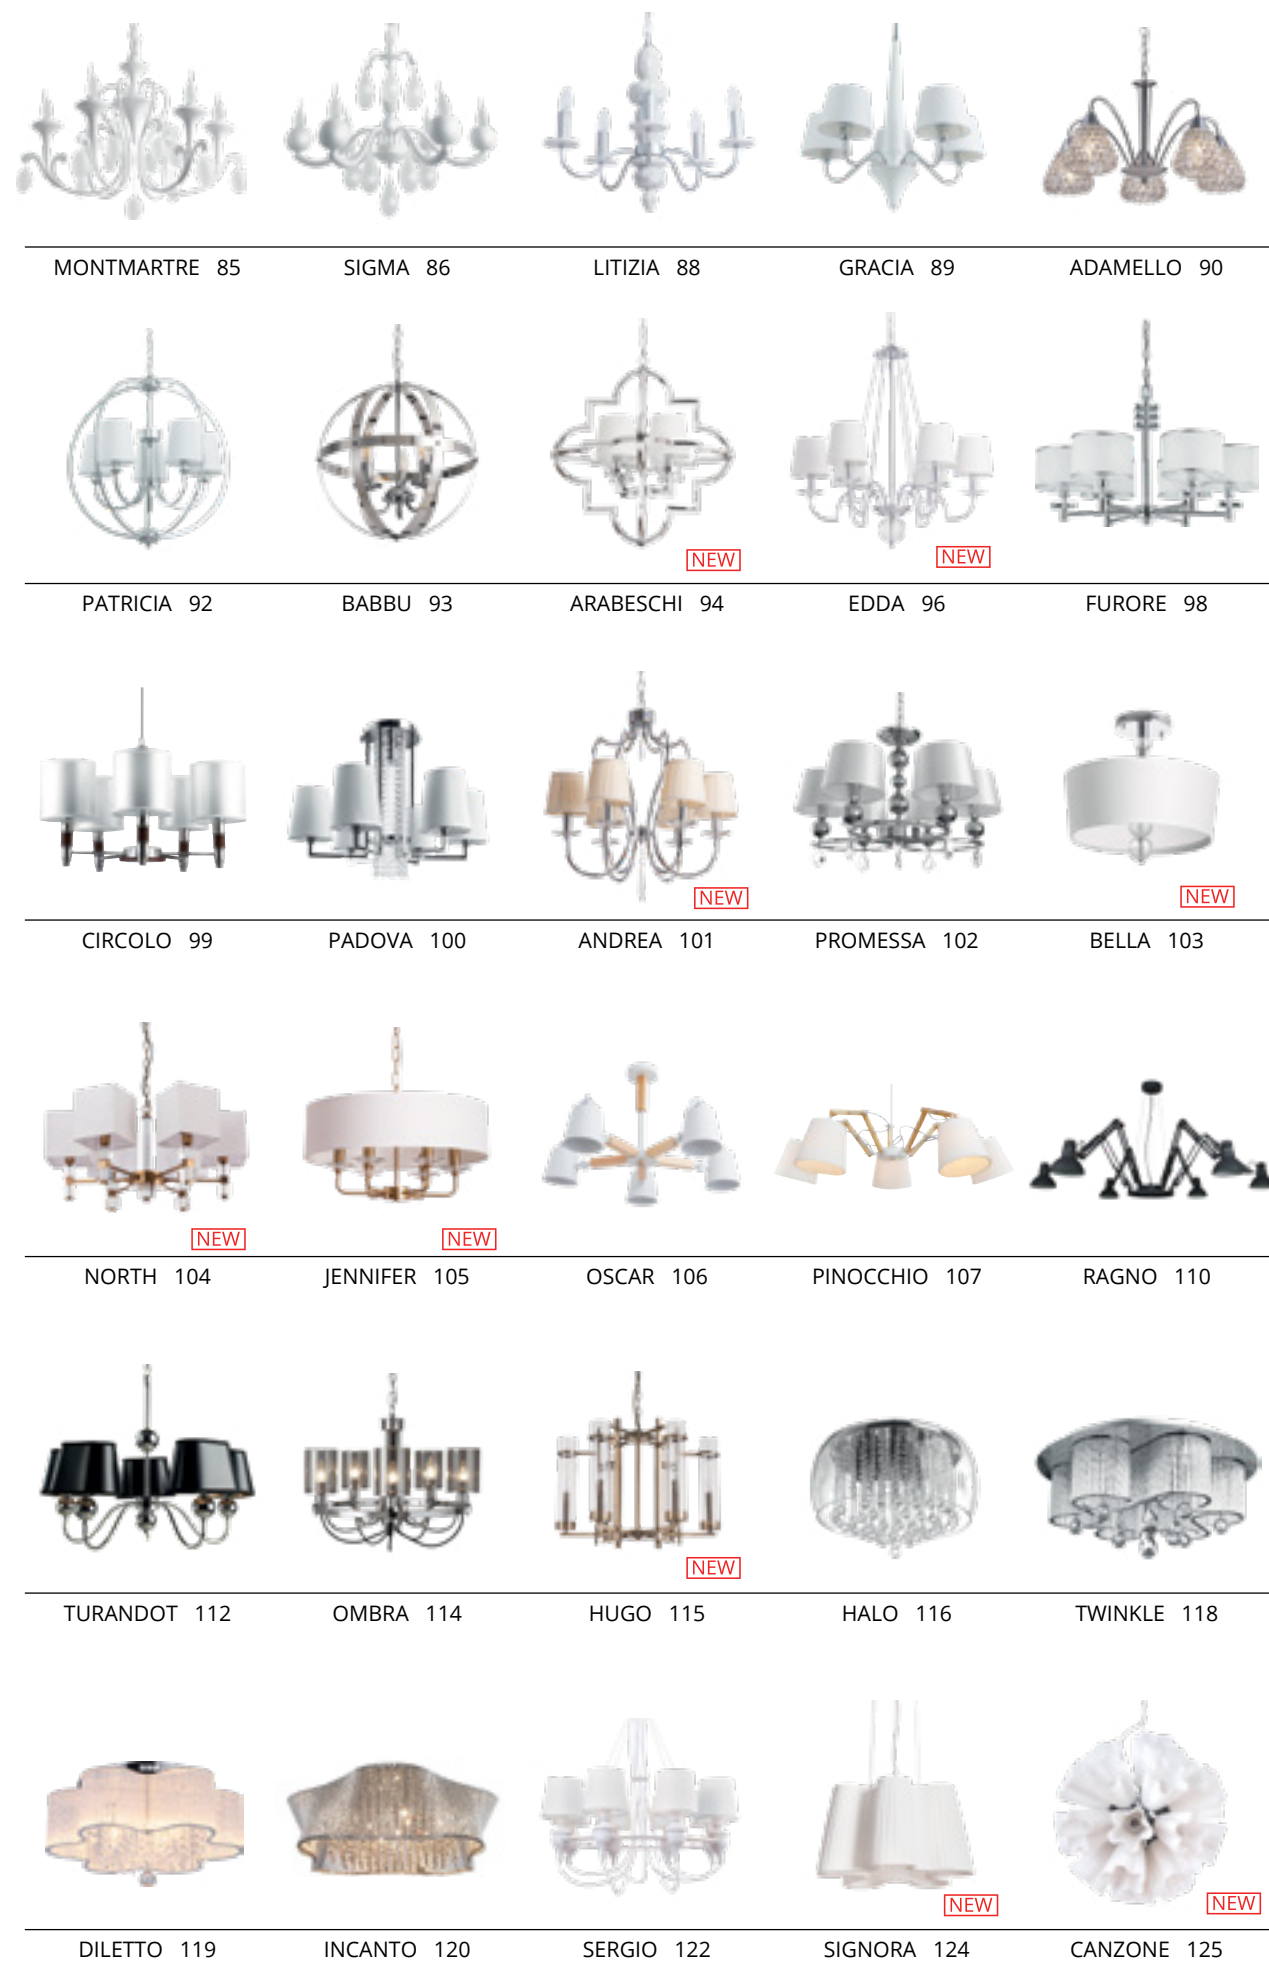 MONTMARTRE 85 SIGMA 86 LITIZIA 88 GRACIA 89 ADAMELLO 90
NEW NEW
PATRICIA 92 BABBU 93 ARABESCHI 94 EDDA 96 FURORE 98
NEW NEW
CIRCOLO 99 PADOVA 100 ANDREA 101 PROMESSA 102 BELLA 103
NEW NEW
NORTH 104 JENNIFER 105 OSCAR 106 PINOCCHIO 107 RAGNO 110
NEW
TURANDOT 112 OMBRA 114 HUGO 115 HALO 116 TWINKLE 118
NEW NEW
DILETTO 119 INCANTO 120 SERGIO 122 SIGNORA 124 CANZONE 125